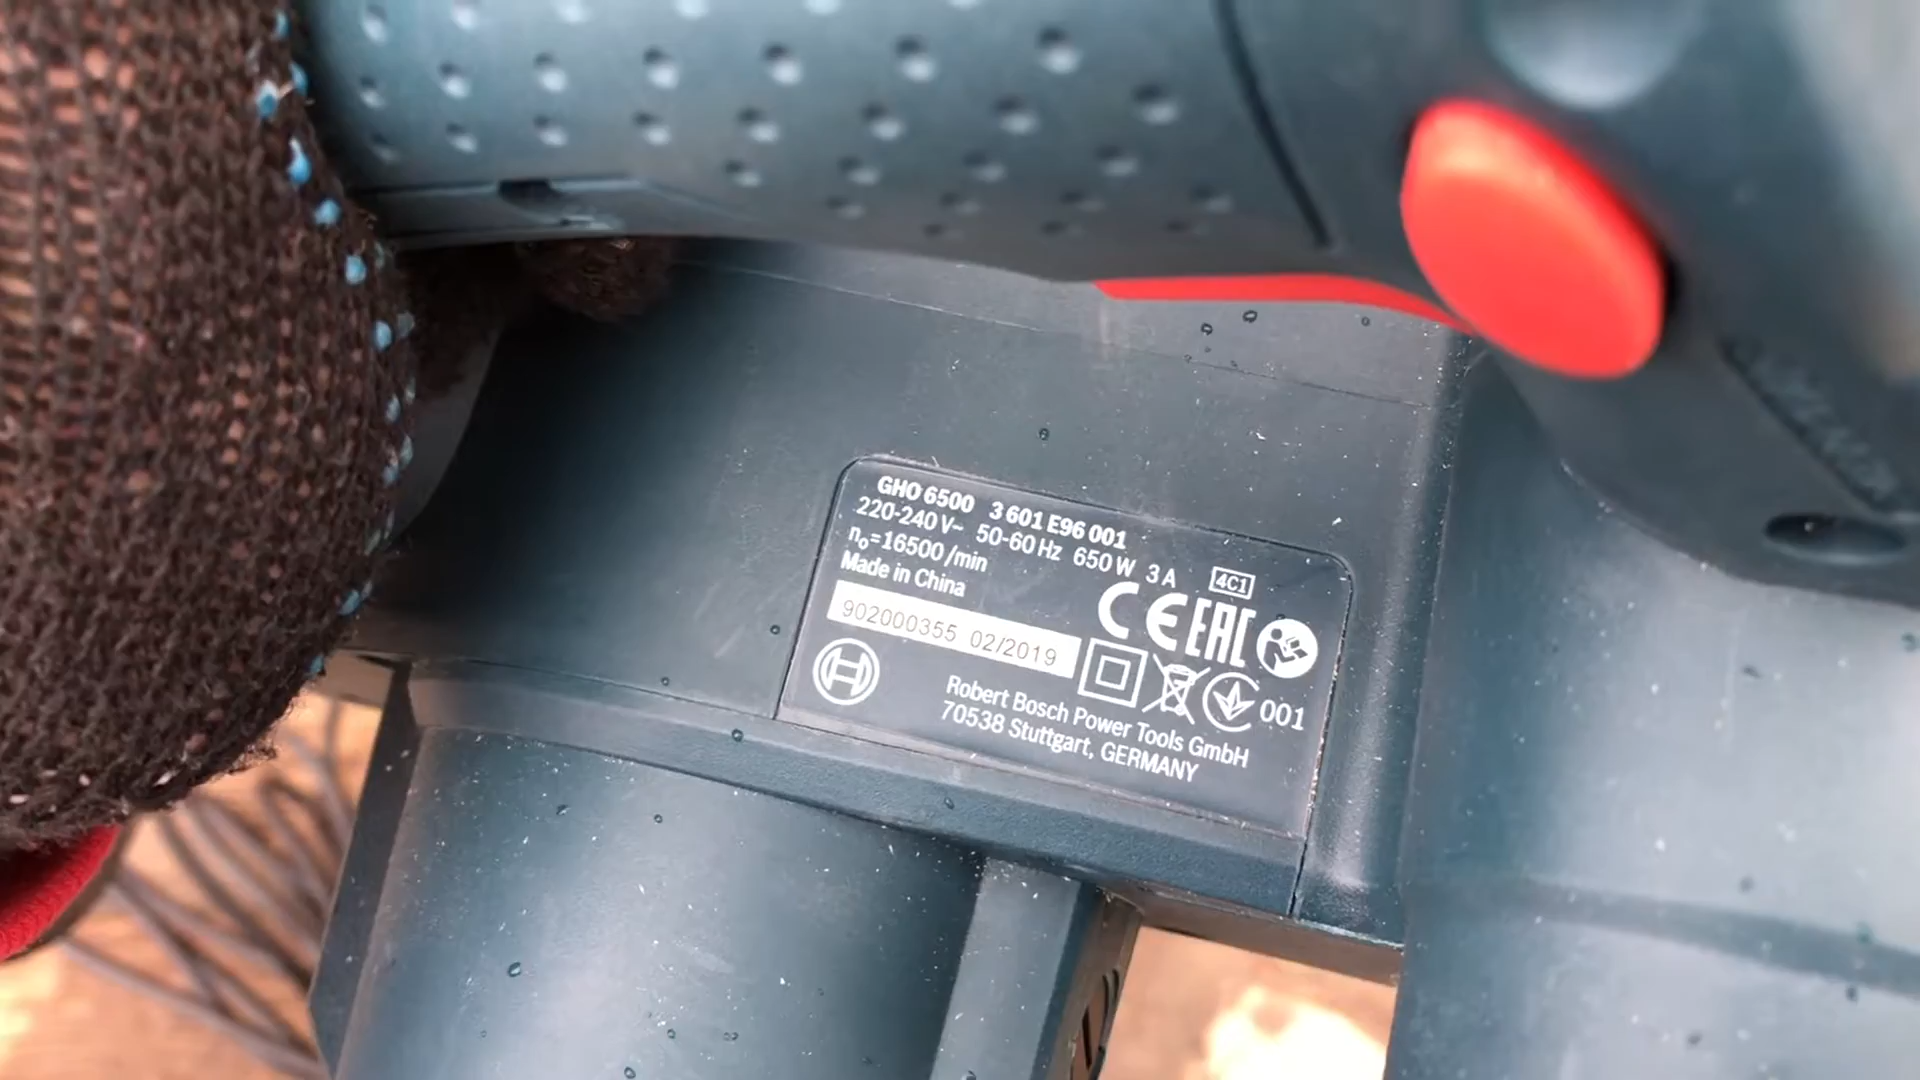 GHO 6500 3 601 E96 001
220-240 V~ 50-60 Hz 650 W 3 A
n₀=16500 /min
4C1
Made in China
CE EAC
902000355 02/2019
001
Robert Bosch Power Tools GmbH
70538 Stuttgart, GERMANY